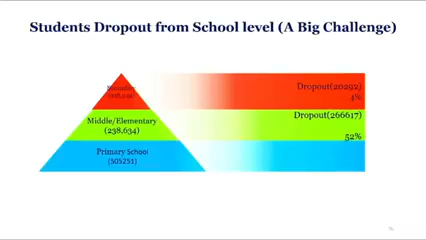 Students Dropout from School level (A Big Challenge)
Dropout(20292)
4%
Middle/Elementary
(238,634)
Dropout(266617)
52%
Primary School
(505251)